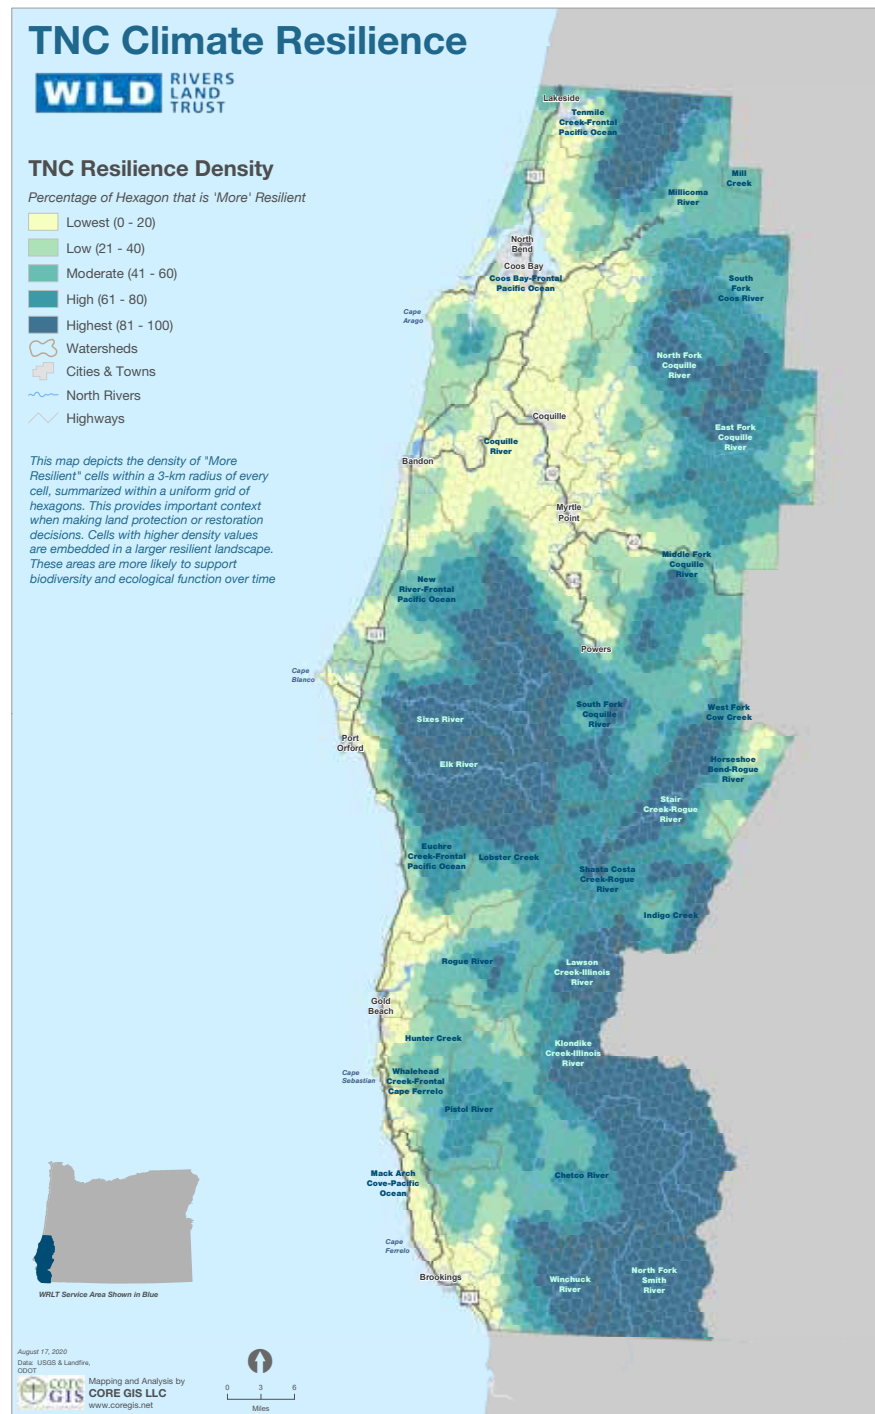 TNC Climate Resilience
WILD
RIVERS
LAND
TRUST
TNC Resilience Density
Percentage of Hexagon that is 'More' Resilient
Lowest (0 - 20)
Low (21 - 40)
Moderate (41 - 60)
High (61 - 80)
Highest (81 - 100)
Watersheds
Cities & Towns
North Rivers
Highways
This map depicts the density of "More
Resilient" cells within a 3-km radius of every
cell, summarized within a uniform grid of
hexagons. This provides important context
when making land protection or restoration
decisions. Cells with higher density values
are embedded in a larger resilient landscape.
These areas are more likely to support
biodiversity and ecological function over time
Lakeside
Tenmile
Creek-Frontal
Pacific Ocean
Mill
Creek
Millicoma
River
101
North
Bend
Coos Bay
Coos Bay-Frontal
Pacific Ocean
South
Fork
Coos River
Cape
Arago
North Fork
Coquille
River
Coquille
East Fork
Coquille
River
Coquille
River
Bandon
Myrtle
Point
42
Middle Fork
Coquille
River
New
River-Frontal
Pacific Ocean
101
Powers
Cape
Blanco
Sixes River
South Fork
Coquille
River
West Fork
Cow Creek
Port
Orford
Elk River
Horseshoe
Bend-Rogue
River
Stair
Creek-Rogue
River
Euchre
Creek-Frontal
Pacific Ocean
Lobster Creek
Shasta Costa
Creek-Rogue
River
Indigo Creek
Rogue River
Lawson
Creek-Illinois
River
Gold
Beach
Hunter Creek
Klondike
Creek-Illinois
River
Cape
Sebastian
Whalehead
Creek-Frontal
Cape Ferrelo
Pistol River
Mack Arch
Cove-Pacific
Ocean
Chetco River
Cape
Ferrelo
Brookings
101
Winchuck
River
North Fork
Smith
River
WRLT Service Area Shown in Blue
August 17, 2020
Data: USGS & Landfire,
ODOT
core
GIS
Mapping and Analysis by
CORE GIS LLC
www.coregis.net
0 3 6
Miles